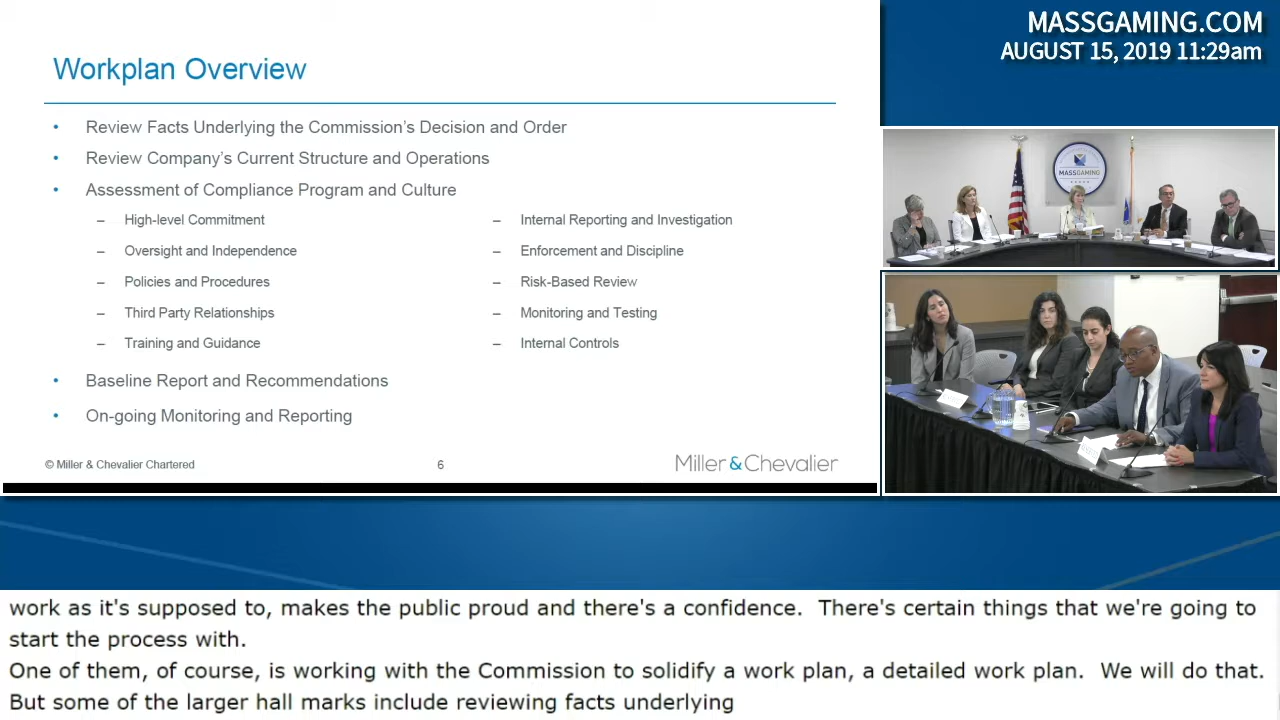 MASSGAMING.COM
AUGUST 15, 2019 11:29am
Workplan Overview
• Review Facts Underlying the Commission's Decision and Order
• Review Company's Current Structure and Operations
• Assessment of Compliance Program and Culture
– High-level Commitment
– Oversight and Independence
– Policies and Procedures
– Third Party Relationships
– Training and Guidance
– Internal Reporting and Investigation
– Enforcement and Discipline
– Risk-Based Review
– Monitoring and Testing
– Internal Controls
• Baseline Report and Recommendations
• On-going Monitoring and Reporting
© Miller & Chevalier Chartered
6
Miller & Chevalier
MASSGAMING
work as it's supposed to, makes the public proud and there's a confidence.  There's certain things that we're going to
start the process with.
One of them, of course, is working with the Commission to solidify a work plan, a detailed work plan.  We will do that.
But some of the larger hall marks include reviewing facts underlying